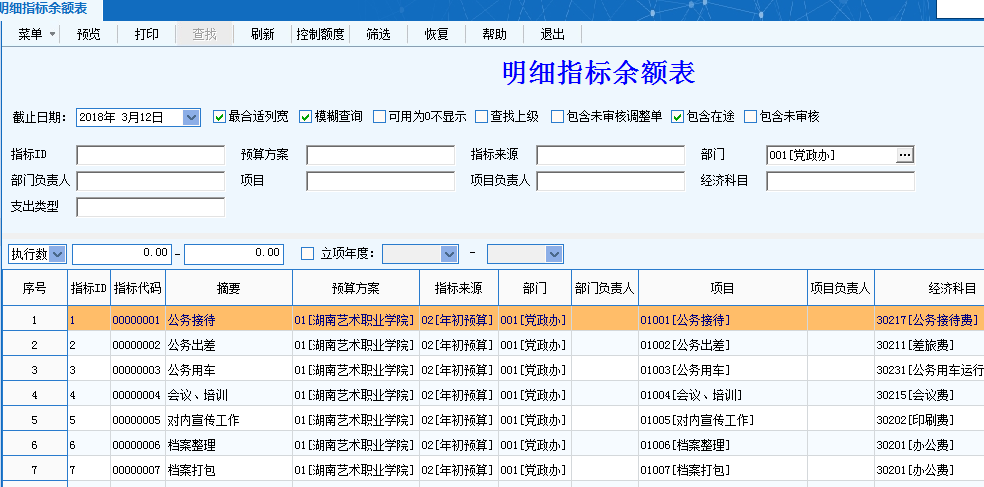 明细指标余额表
菜单 预览 打印 查找 刷新 控制额度 筛选 恢复 帮助 退出
明细指标余额表
截止日期: 2018年 3月12日 最合适列宽 模糊查询 可用为0不显示 查找上级 包含未审核调整单 包含在途 包含未审核
指标ID 预算方案 指标来源 部门 001[党政办] ...
部门负责人 项目 项目负责人 经济科目
支出类型
执行数 0.00 - 0.00 立项年度: -
序号 指标ID 指标代码 摘要 预算方案 指标来源 部门 部门负责人 项目 项目负责人 经济科目
1 1 00000001 公务接待 01[湖南艺术职业学院] 02[年初预算] 001[党政办] 01001[公务接待] 30217[公务接待费]
2 2 00000002 公务出差 01[湖南艺术职业学院] 02[年初预算] 001[党政办] 01002[公务出差] 30211[差旅费]
3 3 00000003 公务用车 01[湖南艺术职业学院] 02[年初预算] 001[党政办] 01003[公务用车] 30231[公务用车运行
4 4 00000004 会议、培训 01[湖南艺术职业学院] 02[年初预算] 001[党政办] 01004[会议、培训] 30215[会议费]
5 5 00000005 对内宣传工作 01[湖南艺术职业学院] 02[年初预算] 001[党政办] 01005[对内宣传工作] 30202[印刷费]
6 6 00000006 档案整理 01[湖南艺术职业学院] 02[年初预算] 001[党政办] 01006[档案整理] 30201[办公费]
7 7 00000007 档案打包 01[湖南艺术职业学院] 02[年初预算] 001[党政办] 01007[档案打包] 30201[办公费]